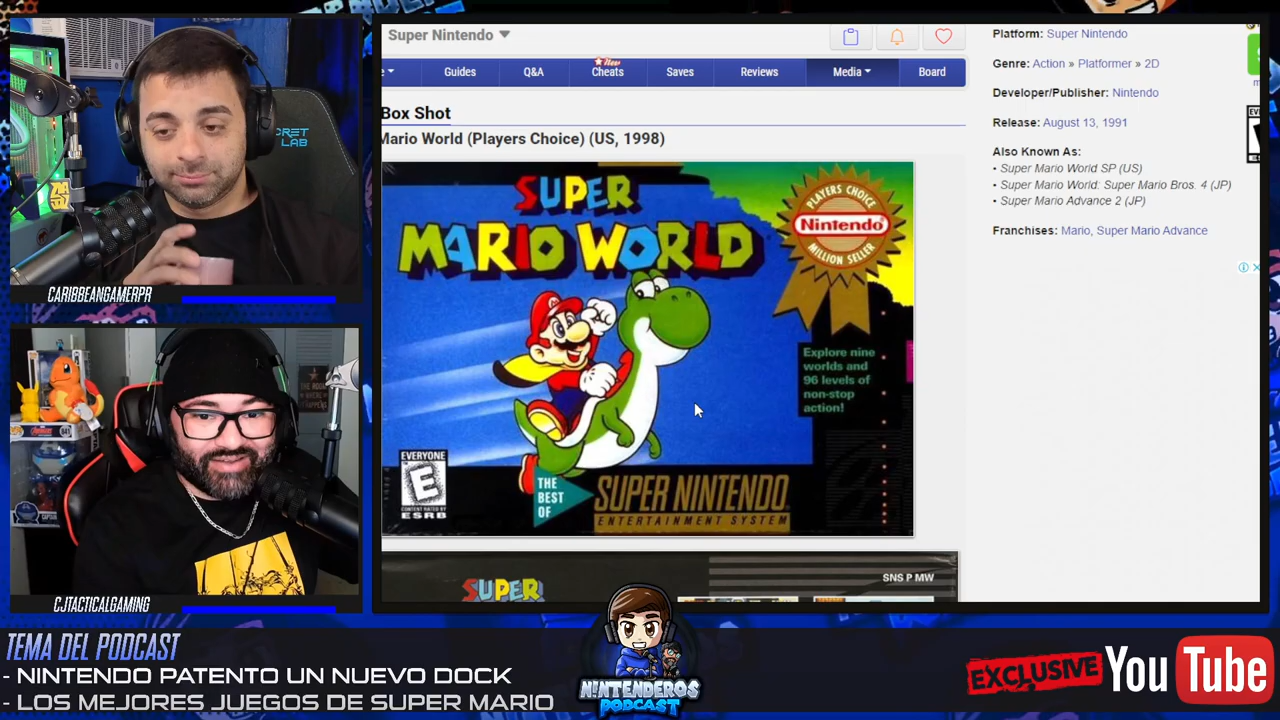 CRET
LAB
CARIBBEANGAMERPR
CJTACTICALGAMING
Super Nintendo
Guides
Q&A
New
Cheats
Saves
Reviews
Media
Board
Box Shot
Mario World (Players Choice) (US, 1998)
SUPER
MARIO WORLD
PLAYERS CHOICE
Nintendo
MILLION SELLER
Explore nine
worlds and
96 levels of
non-stop
action!
EVERYONE
E
CONTENT RATED BY
ESRB
THE
BEST
OF
SUPER NINTENDO
ENTERTAINMENT SYSTEM
SUPER
SNS P MW
Platform: Super Nintendo
Genre: Action » Platformer » 2D
Developer/Publisher: Nintendo
Release: August 13, 1991
Also Known As:
• Super Mario World SP (US)
• Super Mario World: Super Mario Bros. 4 (JP)
• Super Mario Advance 2 (JP)
Franchises: Mario, Super Mario Advance
TEMA DEL PODCAST
- NINTENDO PATENTO UN NUEVO DOCK
- LOS MEJORES JUEGOS DE SUPER MARIO
NINTENDEROS
PODCAST
EXCLUSIVE
YouTube